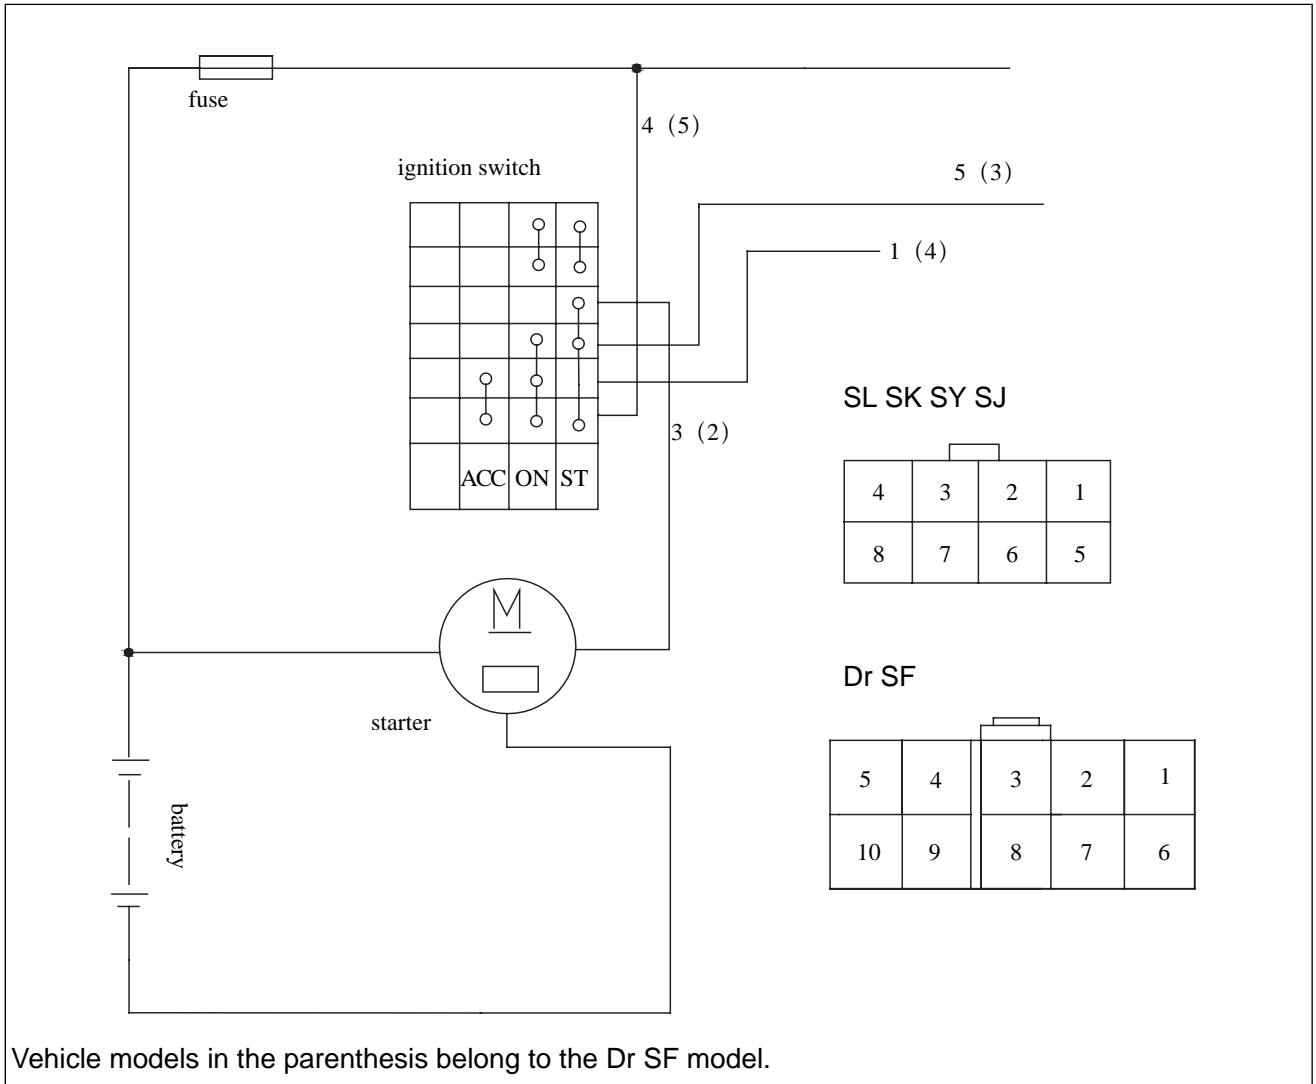 fuse
4 (5)
ignition switch
5 (3)
1 (4)
SL SK SY SJ
3 (2)
ACC ON ST
4 3 2 1
8 7 6 5
M
Dr SF
starter
5 4 3 2 1
battery
10 9 8 7 6
Vehicle models in the parenthesis belong to the Dr SF model.